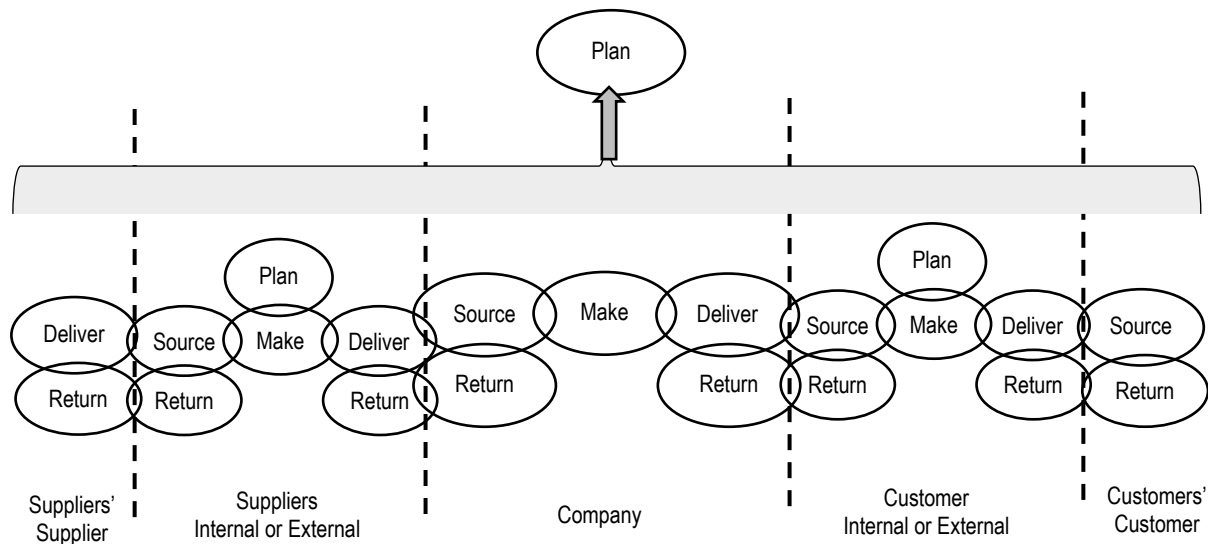 Plan
Plan
Plan
Source
Make
Deliver
Deliver
Source
Make
Deliver
Source
Make
Deliver
Source
Return
Return
Return
Return
Return
Return
Return
Return
Suppliers’
Supplier
Suppliers
Internal or External
Company
Customer
Internal or External
Customers’
Customer